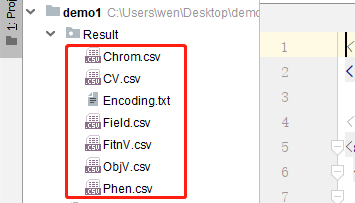 1: Proj
demo1 C:\Users\wen\Desktop\demo
Result
Chrom.csv
CV.csv
Encoding.txt
Field.csv
FitnV.csv
ObjV.csv
Phen.csv
1 <
2 <
3
4 <
5 <
6
7